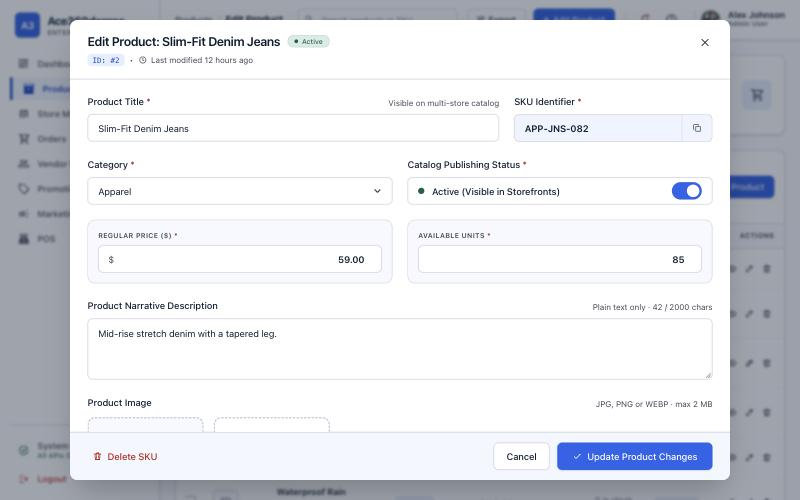 Edit Product: Slim-Fit Denim Jeans
Active
ID: #2 • Last modified 12 hours ago
Product Title *
Visible on multi-store catalog
SKU Identifier *
Slim-Fit Denim Jeans
APP-JNS-082
Category *
Catalog Publishing Status *
Apparel
Active (Visible in Storefronts)
REGULAR PRICE ($) *
AVAILABLE UNITS *
$ 59.00
85
Product Narrative Description
Plain text only · 42 / 2000 chars
Mid-rise stretch denim with a tapered leg.
Product Image
JPG, PNG or WEBP · max 2 MB
Delete SKU
Cancel
Update Product Changes
A3
Orders
POS
Logout
Alex Johnson
Product
ACTIONS
Waterproof Rain